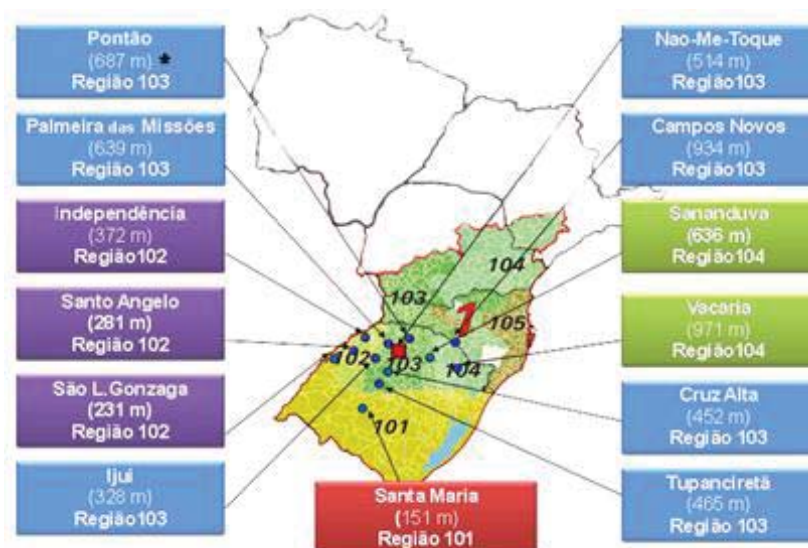 Pontão
(687 m) *
Região 103
Palmeira das Missões
(639 m)
Região 103
Independência
(372 m)
Região102
Santo Angelo
(281 m)
Região 102
São L.Gonzaga
(231 m)
Região 102
Ijui
(328 m)
Região103
Nao-Me-Toque
(514 m)
Região 103
Campos Novos
(934 m)
Região103
Sananduva
(636 m)
Região104
Vacaria
(971 m)
Região104
Cruz Alta
(452 m)
Região 103
Tupanciretã
(465 m)
Região 103
Santa Maria
(151 m)
Região 101
104
103
1
105
102
103
104
101